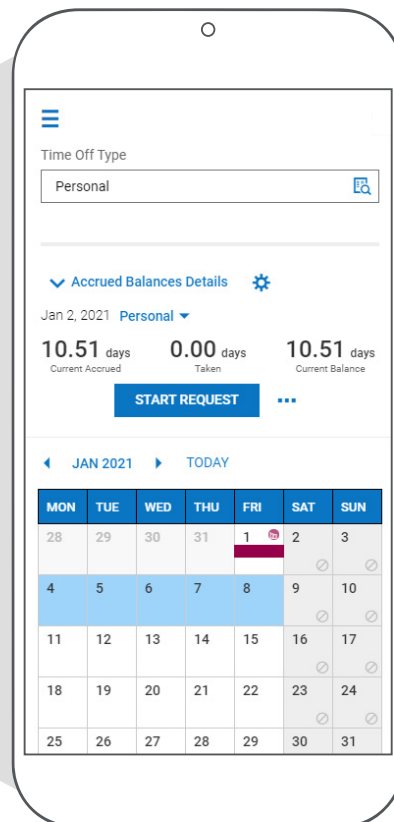 Time Off Type
Personal
Accrued Balances Details
Jan 2, 2021 Personal
10.51 days 0.00 days 10.51 days
Current Accrued Taken Current Balance
START REQUEST
JAN 2021 TODAY
MON TUE WED THU FRI SAT SUN
28 29 30 31 1 2 3
4 5 6 7 8 9 10
11 12 13 14 15 16 17
18 19 20 21 22 23 24
25 26 27 28 29 30 31